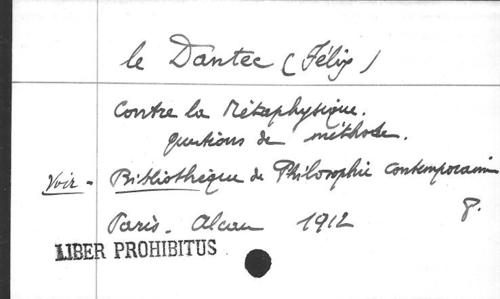 le Dantec (Félix)
Contre la Métaphysique.
questions de méthode.
Voir - Bibliothèque de Philosophie Contemporaine
Paris - Alcan 1912 8.
LIBER PROHIBITUS